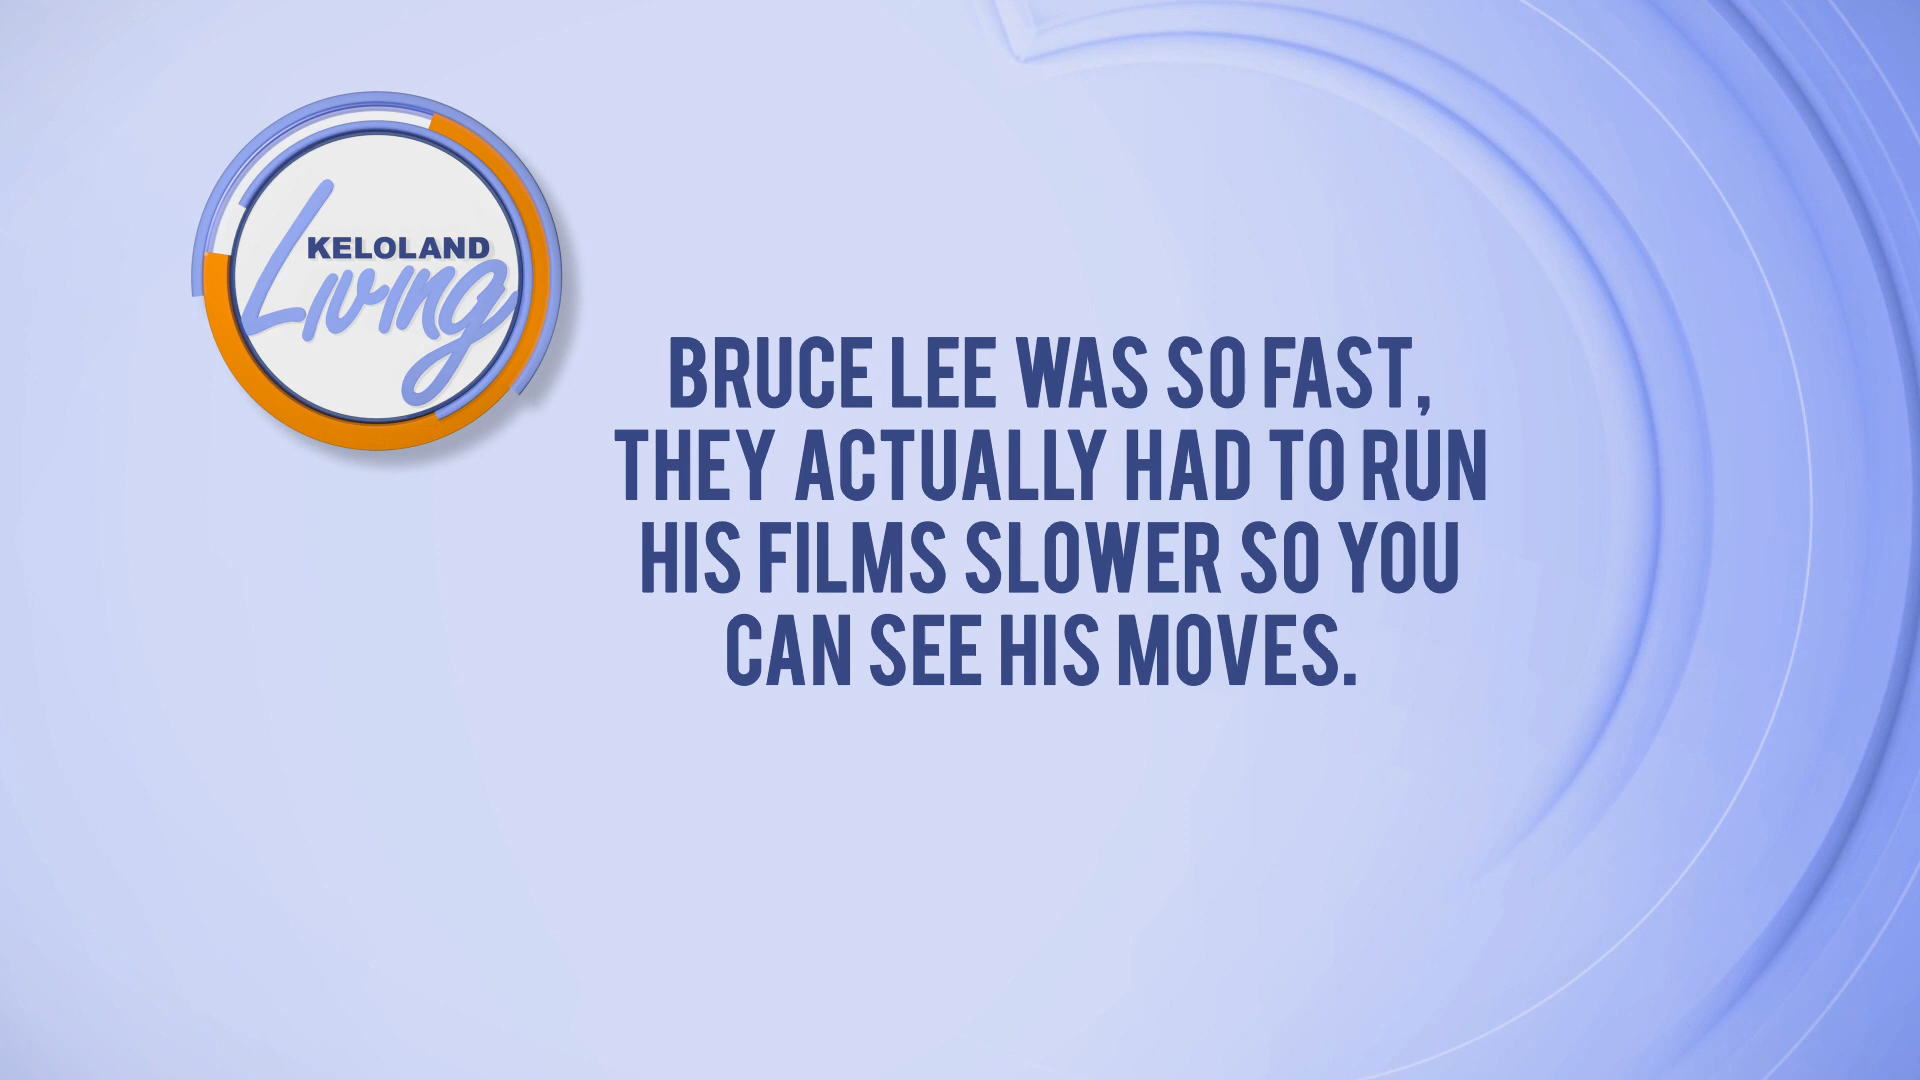 KELOLAND
Living
BRUCE LEE WAS SO FAST,
THEY ACTUALLY HAD TO RUN
HIS FILMS SLOWER SO YOU
CAN SEE HIS MOVES.